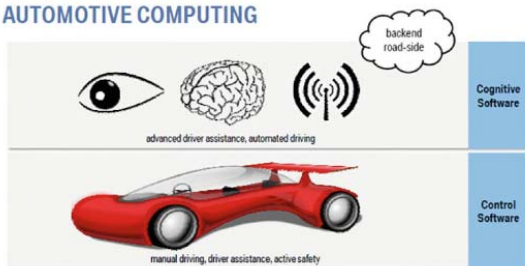 AUTOMOTIVE COMPUTING
backend
road-side
Cognitive
Software
advanced driver assistance, automated driving
Control
Software
manual driving, driver assistance, active safety